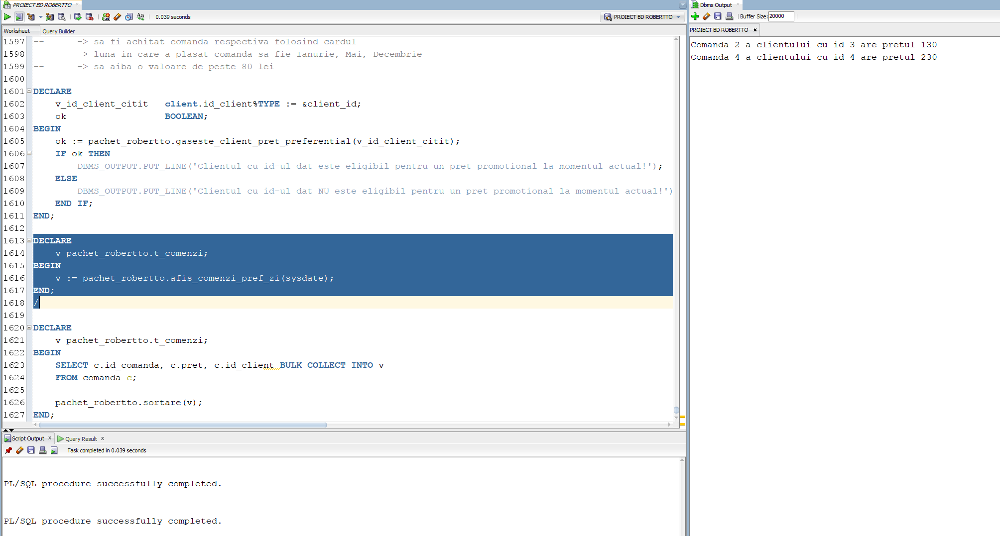 PROIECT BD ROBERTTO
0.039 seconds
PROIECT BD ROBERTTO
Worksheet Query Builder
1597 --      -> sa fi achitat comanda respectiva folosind cardul
1598 --      -> luna in care a plasat comanda sa fie Ianurie, Mai, Decembrie
1599 --      -> sa aiba o valoare de peste 80 lei
1600
1601 DECLARE
1602     v_id_client_citit   client.id_client%TYPE := &client_id;
1603     ok                  BOOLEAN;
1604 BEGIN
1605     ok := pachet_robertto.gaseste_client_pret_preferential(v_id_client_citit);
1606     IF ok THEN
1607         DBMS_OUTPUT.PUT_LINE('Clientul cu id-ul dat este eligibil pentru un pret promotional la momentul actual!');
1608     ELSE
1609         DBMS_OUTPUT.PUT_LINE('Clientul cu id-ul dat NU este eligibil pentru un pret promotional la momentul actual!')
1610     END IF;
1611 END;
1612
1613 DECLARE
1614     v pachet_robertto.t_comenzi;
1615 BEGIN
1616     v := pachet_robertto.afis_comenzi_pref_zi(sysdate);
1617 END;
1618 /
1619
1620 DECLARE
1621     v pachet_robertto.t_comenzi;
1622 BEGIN
1623     SELECT c.id_comanda, c.pret, c.id_client BULK COLLECT INTO v
1624     FROM comanda c;
1625
1626     pachet_robertto.sortare(v);
1627 END;
Script Output Query Result
Task completed in 0.039 seconds
PL/SQL procedure successfully completed.
PL/SQL procedure successfully completed.
Dbms Output
Buffer Size: 20000
PROIECT BD ROBERTTO
Comanda 2 a clientului cu id 3 are pretul 130
Comanda 4 a clientului cu id 4 are pretul 230